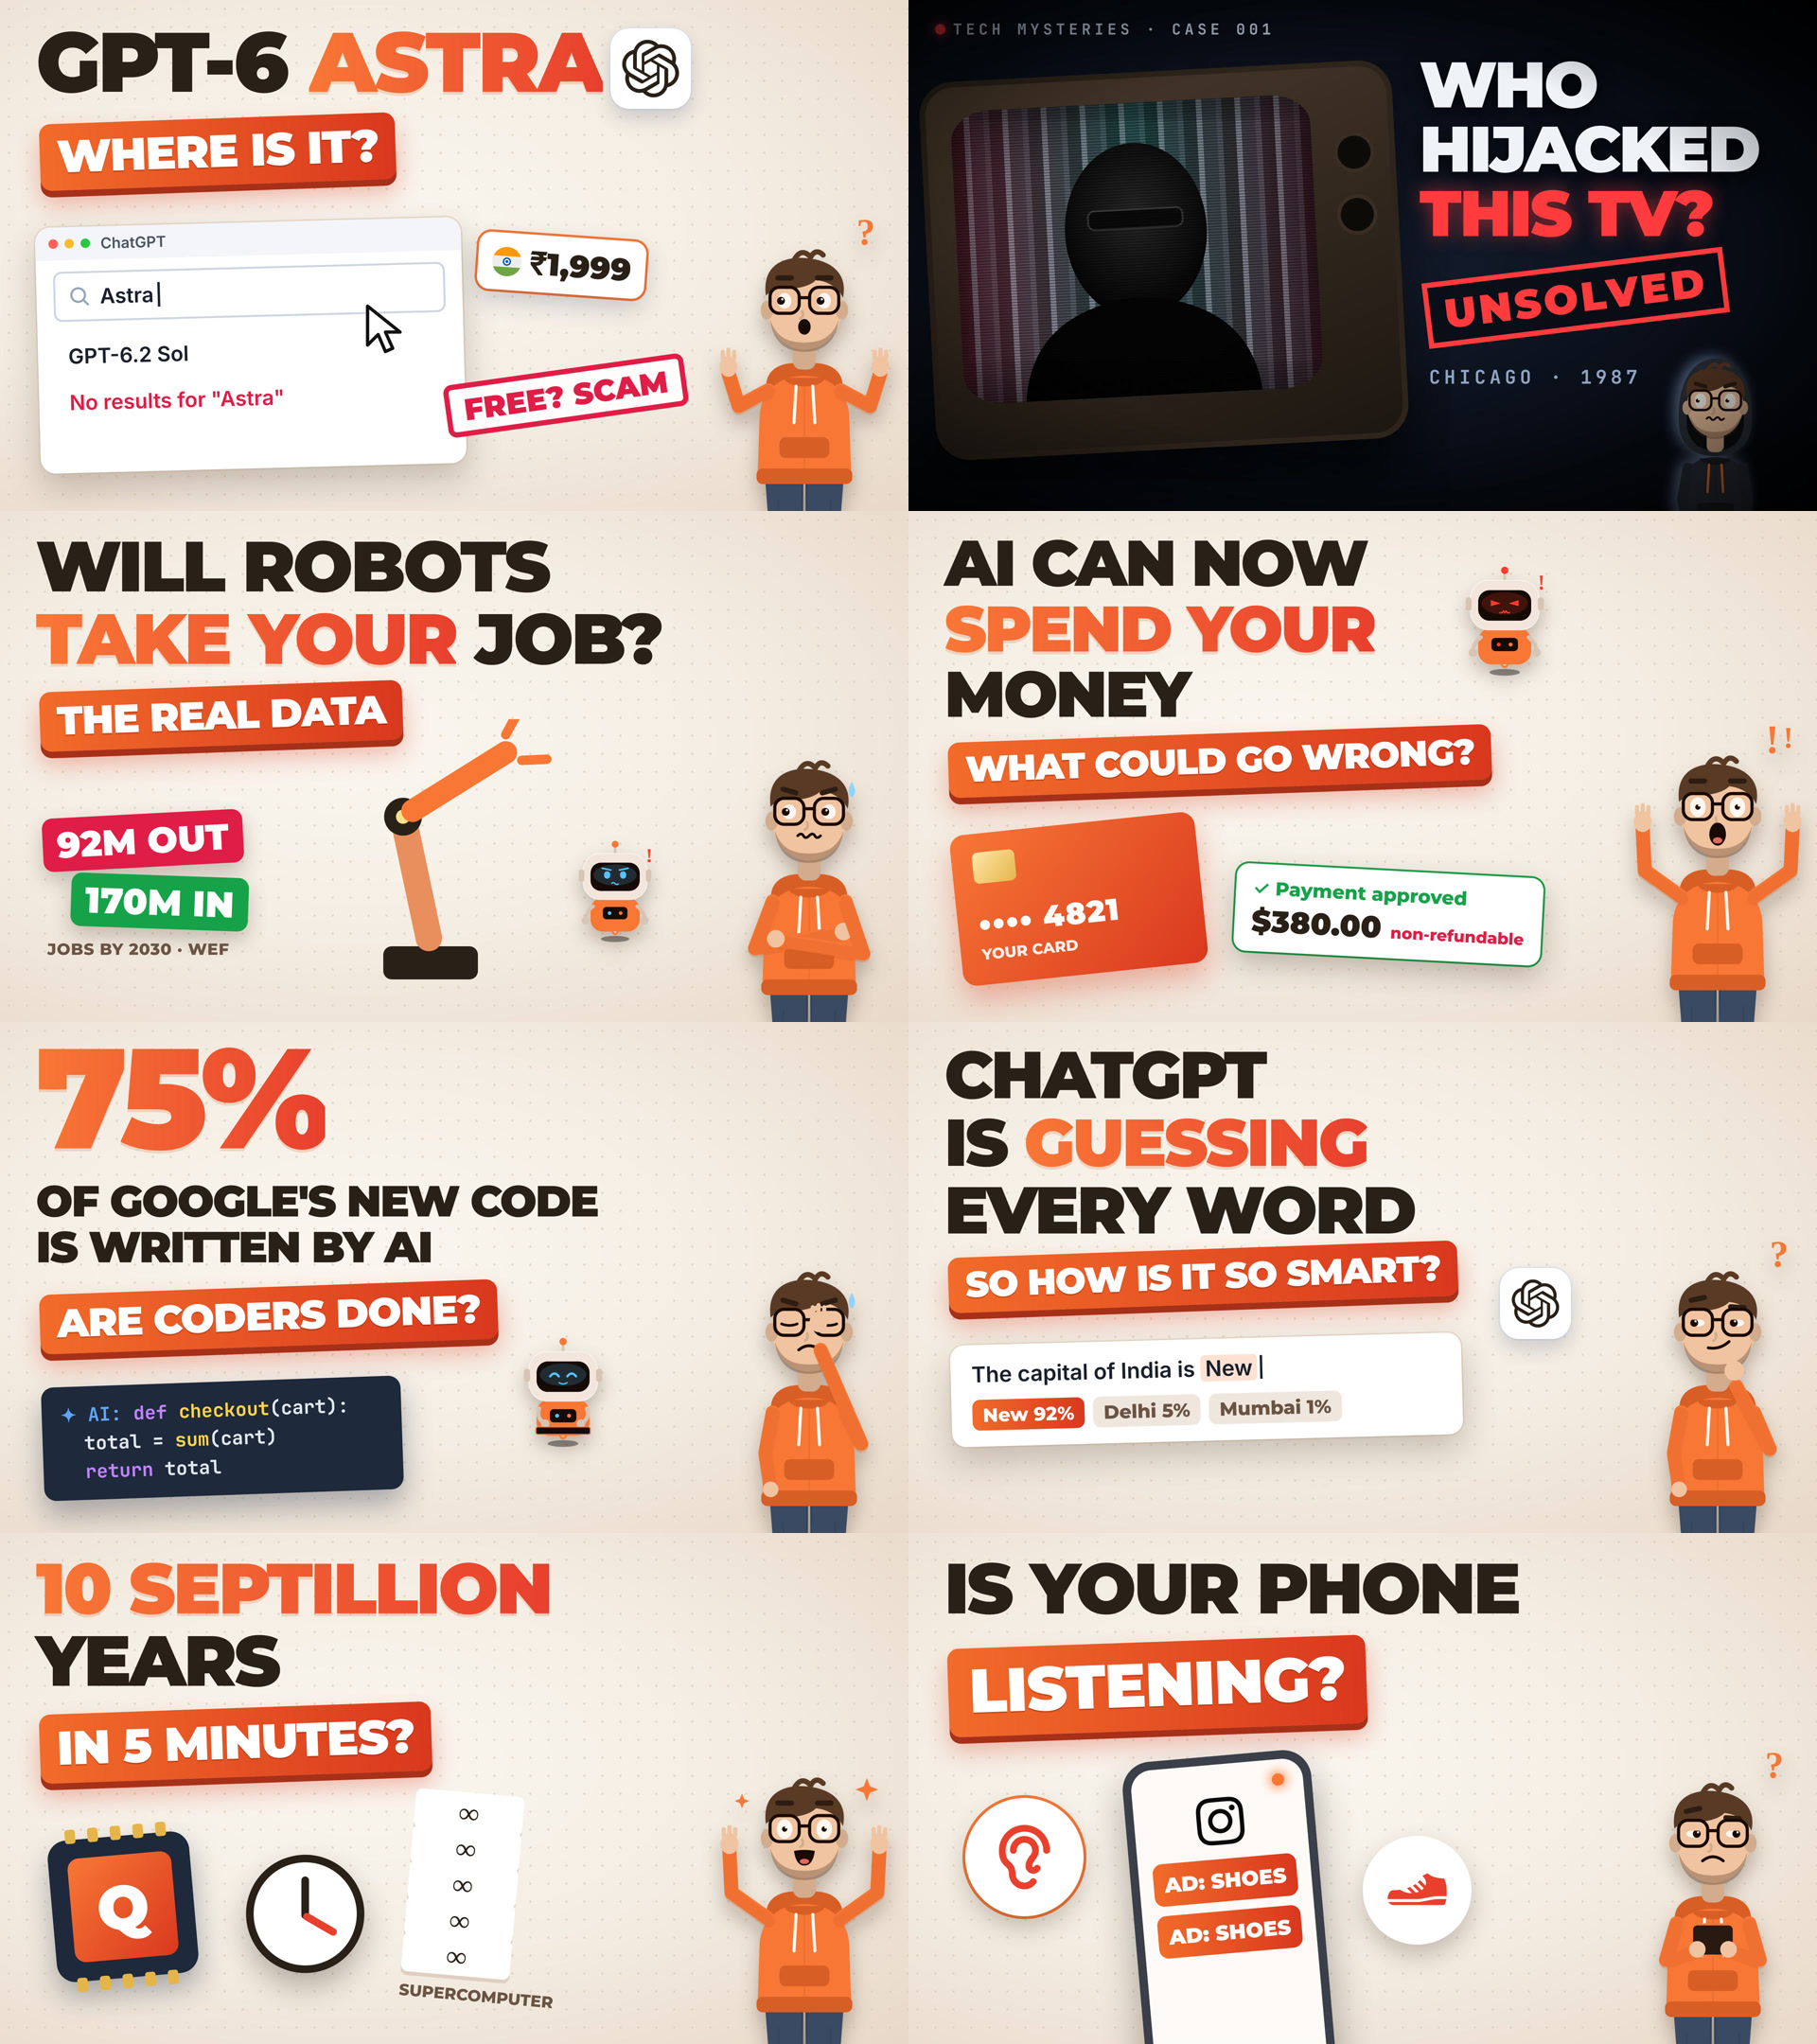 GPT-6 ASTRA
WHERE IS IT?
ChatGPT
Astra
GPT-6.2 Sol
No results for "Astra"
₹1,999
FREE? SCAM
?
TECH MYSTERIES · CASE 001
WHO
HIJACKED
THIS TV?
UNSOLVED
CHICAGO · 1987
WILL ROBOTS
TAKE YOUR JOB?
THE REAL DATA
92M OUT
170M IN
JOBS BY 2030 · WEF
!
AI CAN NOW
SPEND YOUR
MONEY
!
WHAT COULD GO WRONG?
•••• 4821
YOUR CARD
✓ Payment approved
$380.00 non-refundable
!!
75%
OF GOOGLE'S NEW CODE
IS WRITTEN BY AI
ARE CODERS DONE?
✦ AI: def checkout(cart):
total = sum(cart)
return total
CHATGPT
IS GUESSING
EVERY WORD
SO HOW IS IT SO SMART?
The capital of India is New
New 92% Delhi 5% Mumbai 1%
?
10 SEPTILLION
YEARS
IN 5 MINUTES?
Q
∞
∞
∞
∞
∞
SUPERCOMPUTER
IS YOUR PHONE
LISTENING?
AD: SHOES
AD: SHOES
?